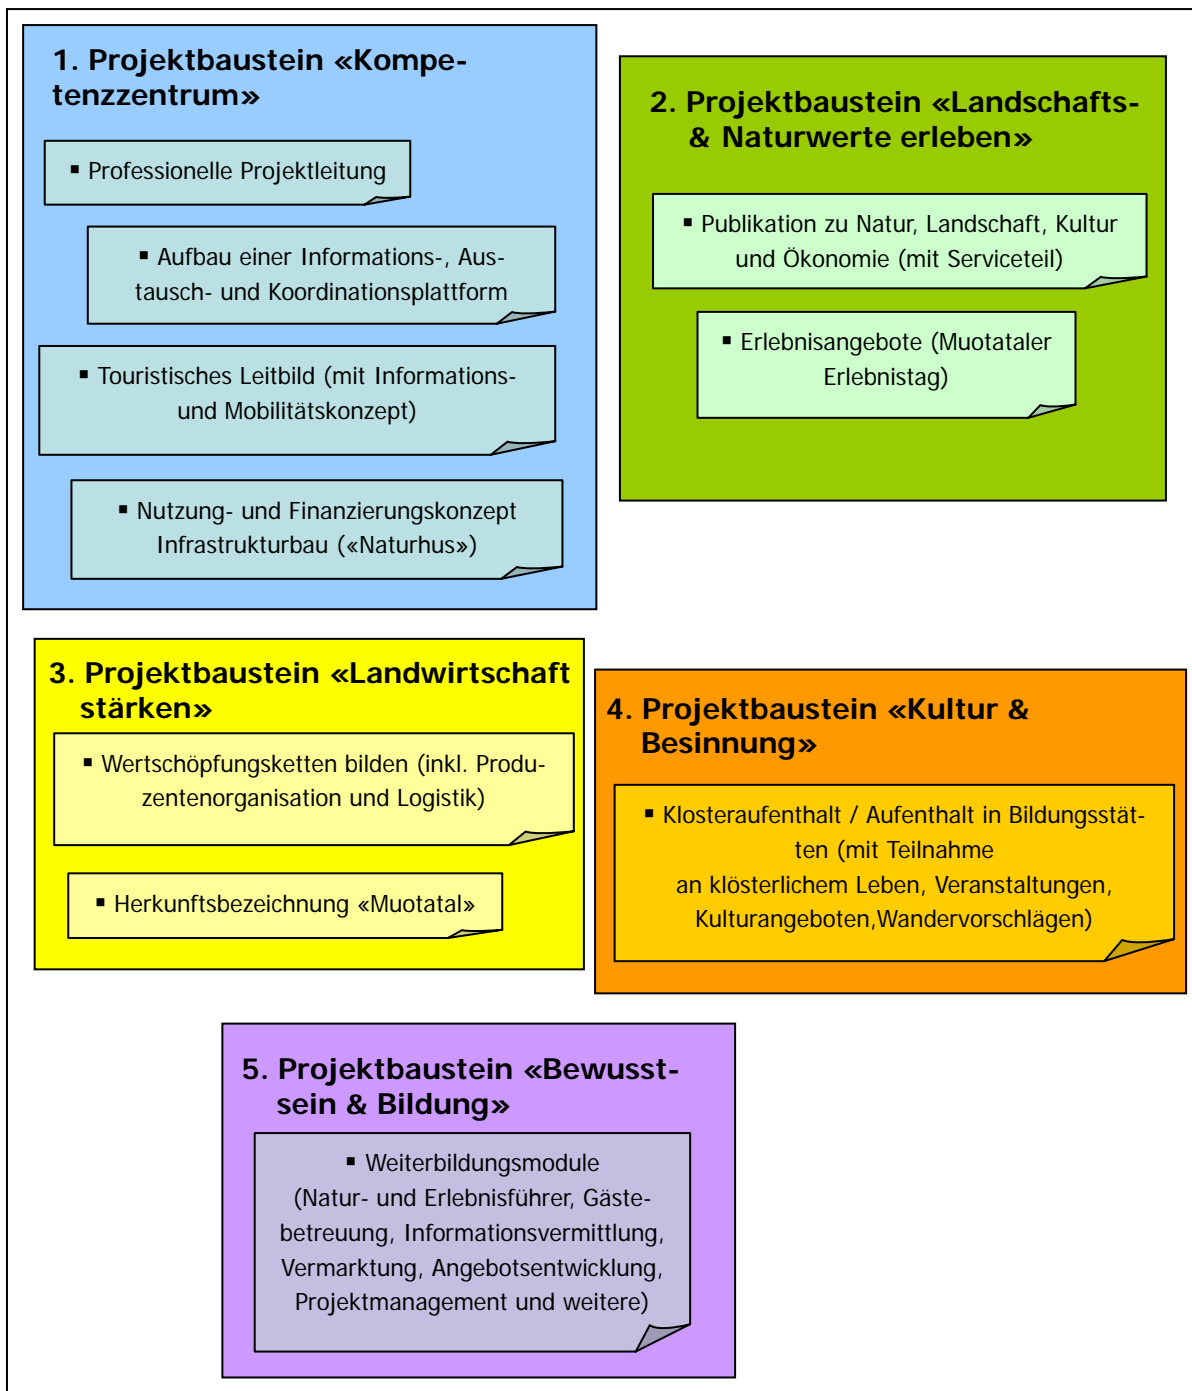 1. Projektbaustein «Kompe-
tenzzentrum»
▪ Professionelle Projektleitung
▪ Aufbau einer Informations-, Aus-
tausch- und Koordinationsplattform
▪ Touristisches Leitbild (mit Informations-
und Mobilitätskonzept)
▪ Nutzung- und Finanzierungskonzept
Infrastrukturbau («Naturhus»)
2. Projektbaustein «Landschafts-
& Naturwerte erleben»
▪ Publikation zu Natur, Landschaft, Kultur
und Ökonomie (mit Serviceteil)
▪ Erlebnisangebote (Muotataler
Erlebnistag)
3. Projektbaustein «Landwirtschaft
stärken»
▪ Wertschöpfungsketten bilden (inkl. Produ-
zentenorganisation und Logistik)
▪ Herkunftsbezeichnung «Muotatal»
4. Projektbaustein «Kultur &
Besinnung»
▪ Klosteraufenthalt / Aufenthalt in Bildungsstät-
ten (mit Teilnahme
an klösterlichem Leben, Veranstaltungen,
Kulturangeboten,Wandervorschlägen)
5. Projektbaustein «Bewusst-
sein & Bildung»
▪ Weiterbildungsmodule
(Natur- und Erlebnisführer, Gäste-
betreuung, Informationsvermittlung,
Vermarktung, Angebotsentwicklung,
Projektmanagement und weitere)